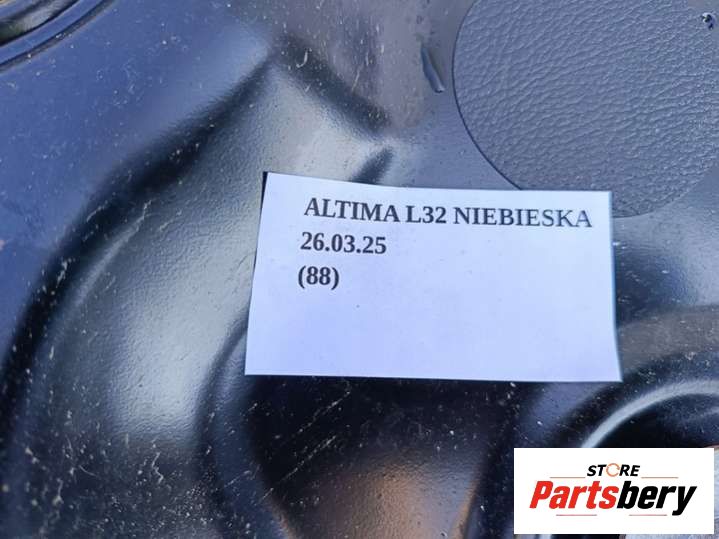 ALTIMA L32 NIEBIESKA
26.03.25
(88)
STORE
Partsbery